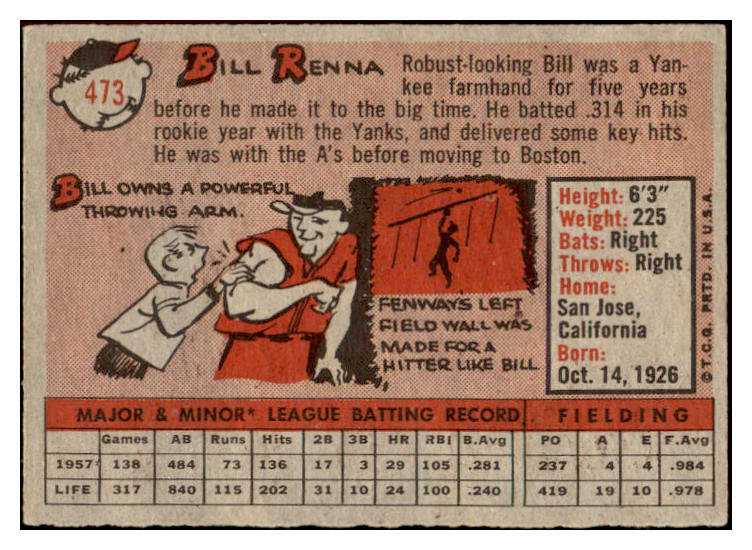 473
BILL RENNA
Robust-looking Bill was a Yan-
kee farmhand for five years
before he made it to the big time. He batted .314 in his
rookie year with the Yanks, and delivered some key hits.
He was with the A's before moving to Boston.
BILL OWNS A POWERFUL
THROWING ARM.
FENWAY'S LEFT
FIELD WALL WAS
MADE FOR A
HITTER LIKE BILL
Height: 6'3"
Weight: 225
Bats: Right
Throws: Right
Home:
San Jose,
California
Born:
Oct. 14, 1926
© T.C.G. PRTD. IN U.S.A.
MAJOR & MINOR* LEAGUE BATTING RECORD FIELDING
Games AB Runs Hits 2B 3B HR RBI B.Avg PO A E F.Avg
1957* 138 484 73 136 17 3 29 105 .281 237 4 4 .984
LIFE 317 840 115 202 31 10 24 100 .240 419 19 10 .978